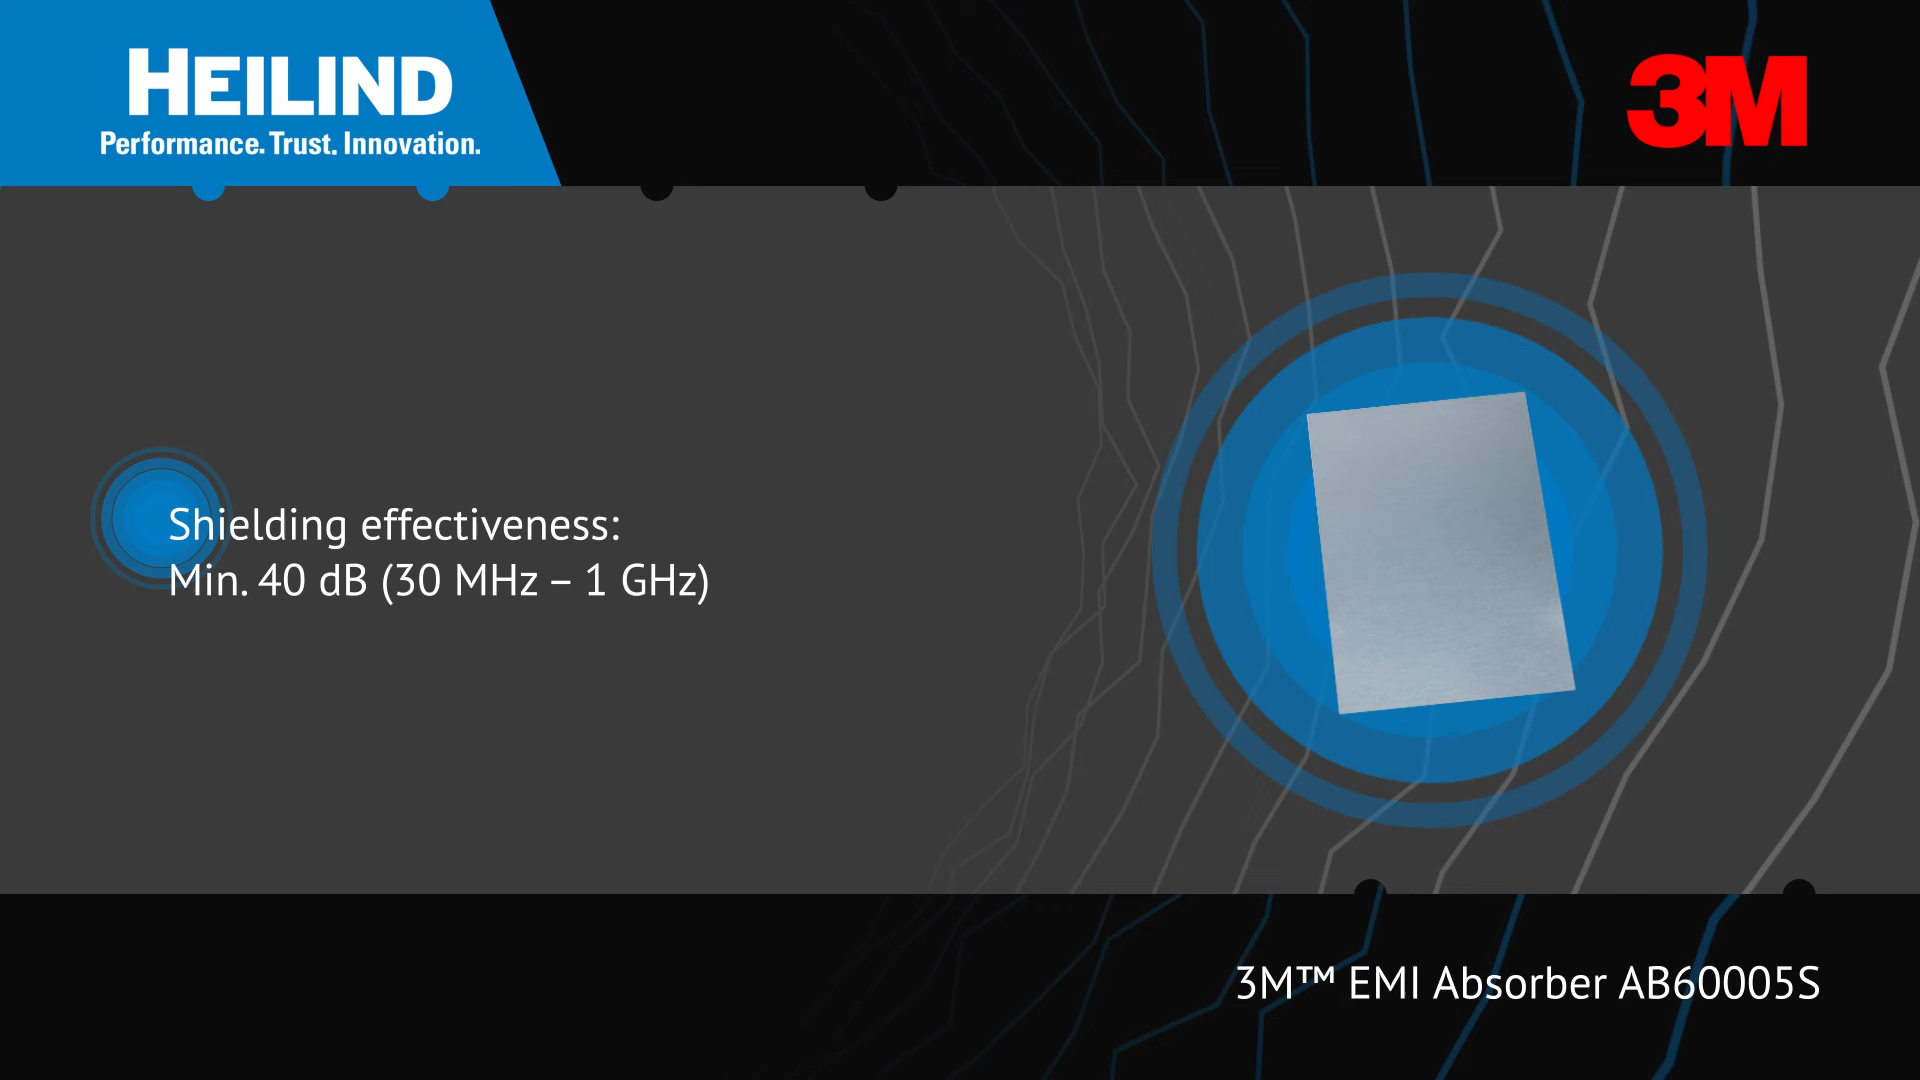 HEILIND
Performance. Trust. Innovation.
3M
Shielding effectiveness:
Min. 40 dB (30 MHz – 1 GHz)
3M™ EMI Absorber AB60005S